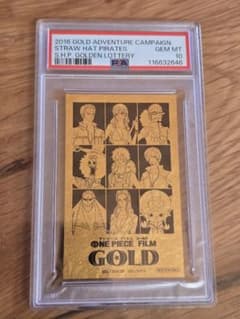 2016 GOLD ADVENTURE CAMPAIGN
STRAW HAT PIRATES GEM MT
S.H.P. GOLDEN LOTTERY 10
PSA 116632646
ONE PIECE FILM
GOLD